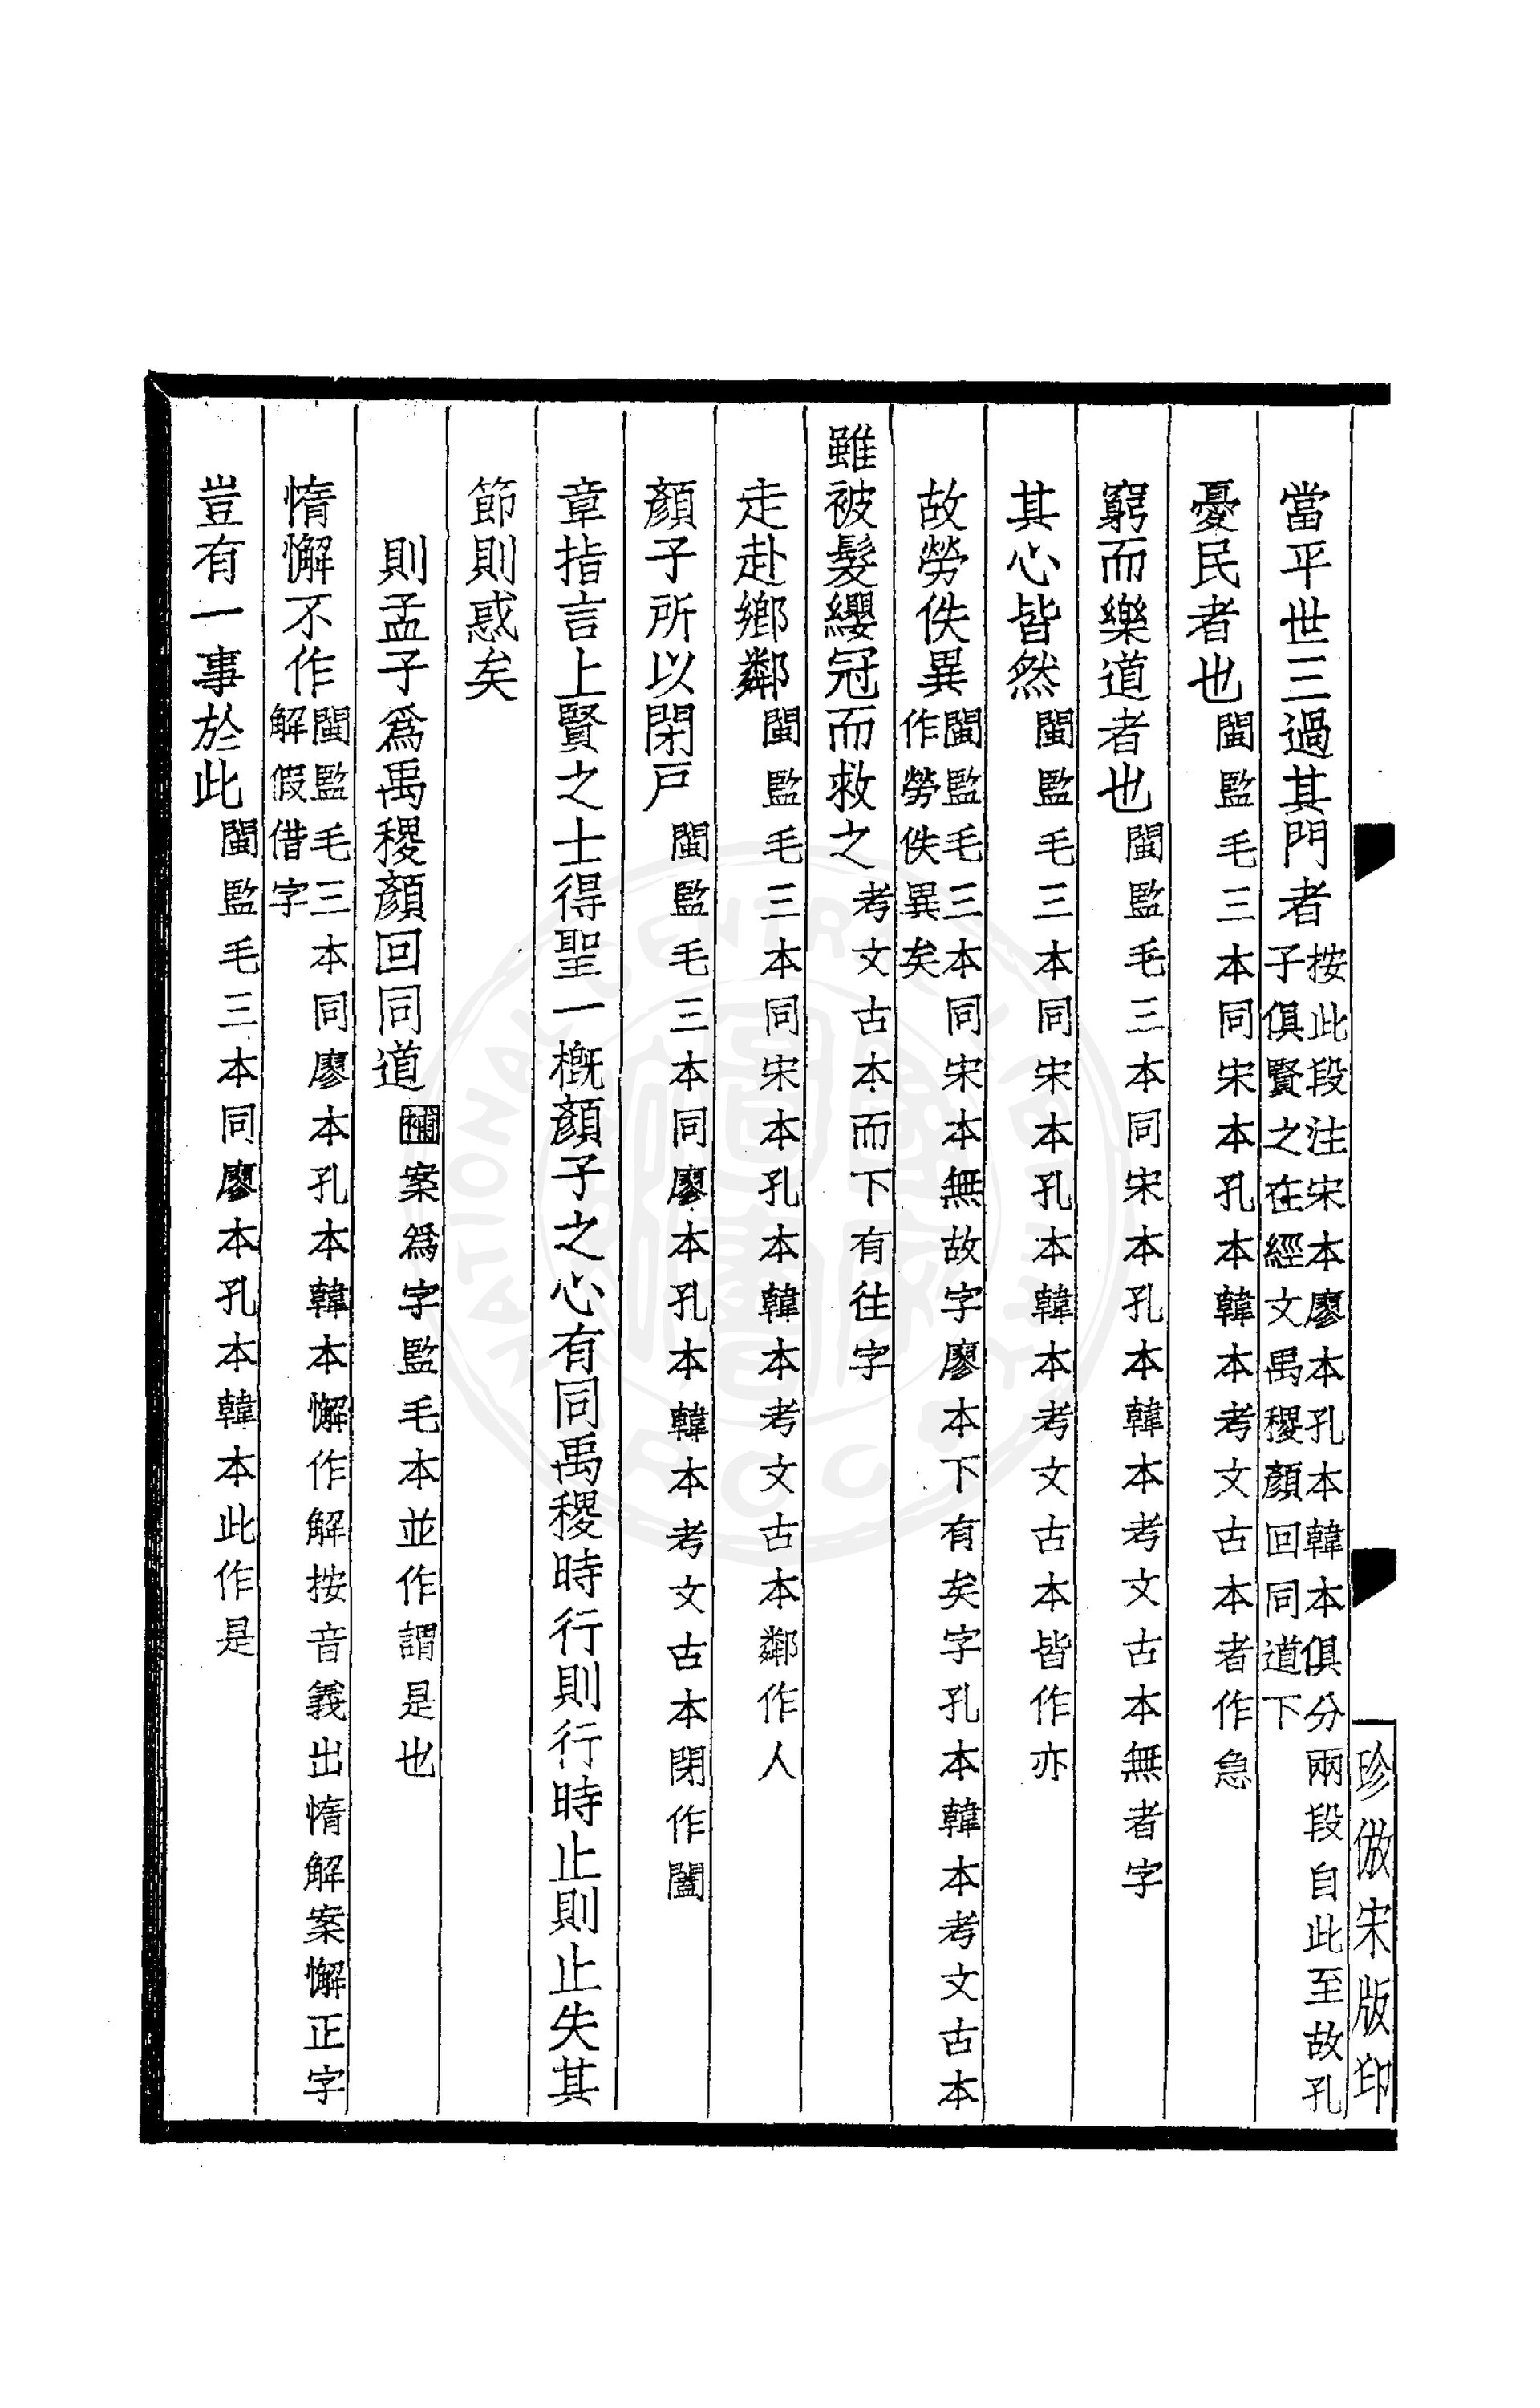 當平世三過其門者按此段注宋本廖本孔本韓本俱分兩段自此至故孔子俱賢之在經文禹稷顏回同道下
憂民者也閩監毛三本同宋本孔本韓本考文古本者作急
窮而樂道者也閩監毛三本同宋本孔本韓本考文古本無者字
其心皆然閩監毛三本同宋本孔本韓本考文古本皆作亦
故勞佚異閩監毛三本同宋本無故字廖本下有矣字孔本韓本考文古本作勞佚異矣
雖被髮纓冠而救之考文古本而下有往字
走赴鄉鄰閩監毛三本同宋本孔本韓本考文古本鄰作人
顏子所以閉戶閩監毛三本同廖本孔本韓本考文古本閉作闔
章指言上賢之士得聖一概顏子之心有同禹稷時行則行時止則止失其
節則惑矣
則孟子爲禹稷顏回同道補案爲字監毛本並作謂是也
惰懈不作閩監毛三本同廖本孔本韓本懈作解按音義出惰解案懈正字解假借字
豈有一事於此閩監毛三本同廖本孔本韓本此作是
珍倣宋版印
NATIONAL CENTRAL LIBRARY